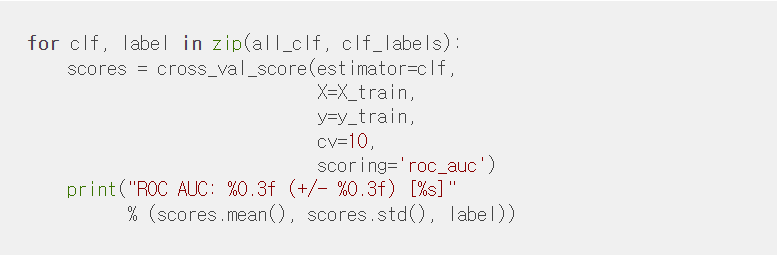 for clf, label in zip(all_clf, clf_labels):
    scores = cross_val_score(estimator=clf,
                             X=X_train,
                             y=y_train,
                             cv=10,
                             scoring='roc_auc')
    print("ROC AUC: %0.3f (+/- %0.3f) [%s]"
          % (scores.mean(), scores.std(), label))